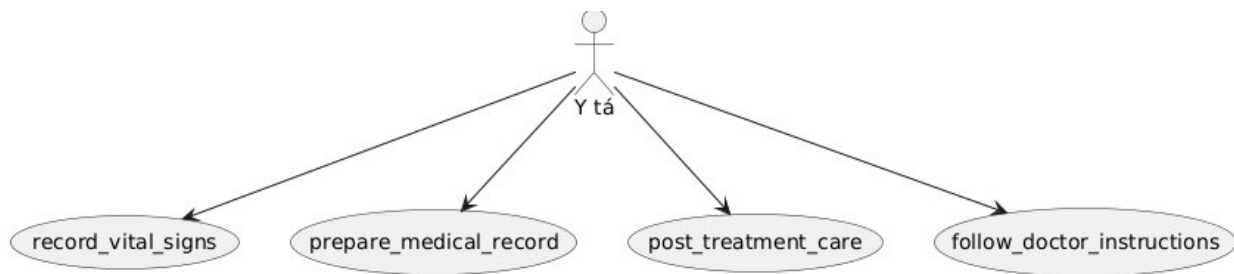 Y tá
record_vital_signs
prepare_medical_record
post_treatment_care
follow_doctor_instructions